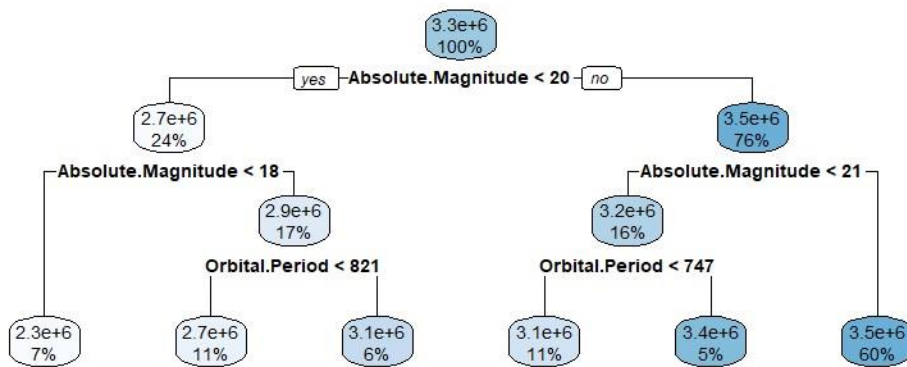 3.3e+6
100%
yes Absolute.Magnitude < 20 no
2.7e+6
24%
3.5e+6
76%
Absolute.Magnitude < 18
Absolute.Magnitude < 21
2.9e+6
17%
3.2e+6
16%
Orbital.Period < 821
Orbital.Period < 747
2.3e+6
7%
2.7e+6
11%
3.1e+6
6%
3.1e+6
11%
3.4e+6
5%
3.5e+6
60%